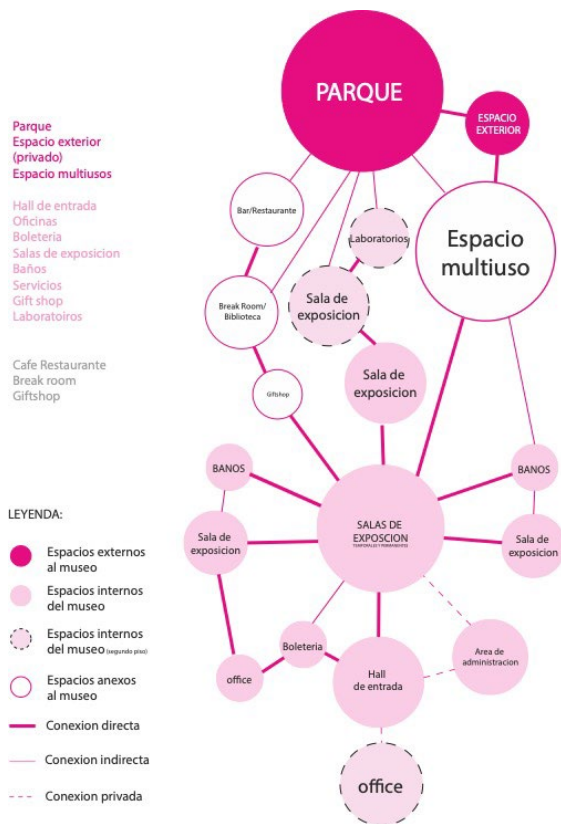 PARQUE
ESPACIO
EXTERIOR
Parque
Espacio exterior
(privado)
Espacio multiusos
Hall de entrada
Oficinas
Boleteria
Salas de exposicion
Baños
Servicios
Gift shop
Laboratoiros
Cafe Restaurante
Break room
Giftshop
Bar/Restaurante
Laboratorios
Espacio
multiuso
Break Room/
Biblioteca
Sala de
exposicion
Giftshop
Sala de
exposicion
BANOS
BANOS
SALAS DE
EXPOSCION
TEMPORALES Y PERMANENTES
Sala de
exposicion
Sala de
exposicion
Boleteria
office
Hall
de entrada
Area de
administracion
office
LEYENDA:
Espacios externos
al museo
Espacios internos
del museo
Espacios internos
del museo (segundo piso)
Espacios anexos
al museo
Conexion directa
Conexion indirecta
Conexion privada